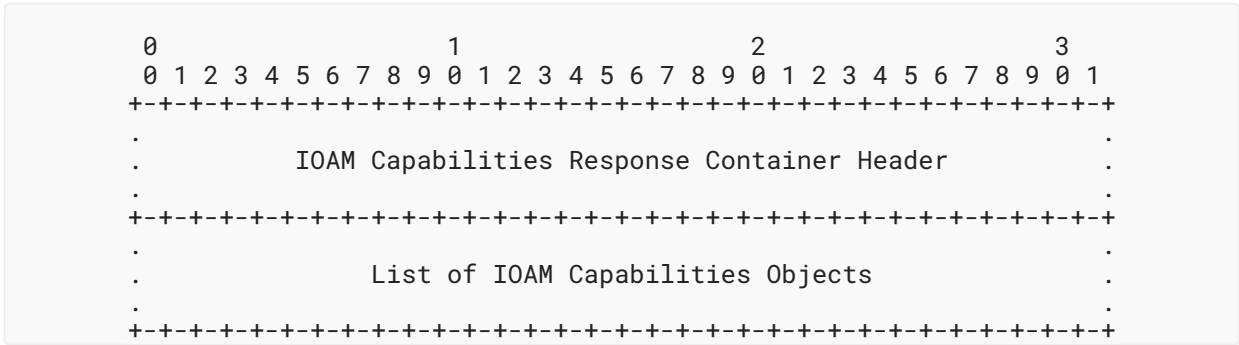 0                   1                   2                   3
 0 1 2 3 4 5 6 7 8 9 0 1 2 3 4 5 6 7 8 9 0 1 2 3 4 5 6 7 8 9 0 1
+-+-+-+-+-+-+-+-+-+-+-+-+-+-+-+-+-+-+-+-+-+-+-+-+-+-+-+-+-+-+-+-+
.                                                               .
.          IOAM Capabilities Response Container Header          .
.                                                               .
+-+-+-+-+-+-+-+-+-+-+-+-+-+-+-+-+-+-+-+-+-+-+-+-+-+-+-+-+-+-+-+-+
.                                                               .
.               List of IOAM Capabilities Objects               .
.                                                               .
+-+-+-+-+-+-+-+-+-+-+-+-+-+-+-+-+-+-+-+-+-+-+-+-+-+-+-+-+-+-+-+-+